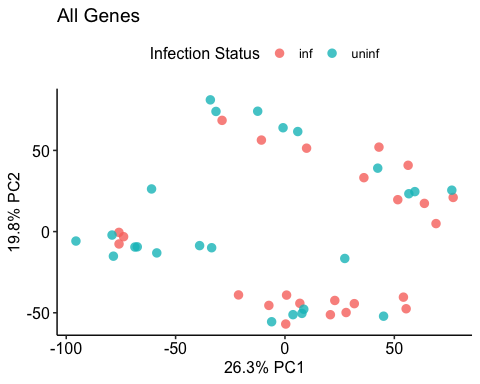 All Genes
Infection Status inf uninf
50
0
-50
19.8% PC2
-100 -50 0 50
26.3% PC1